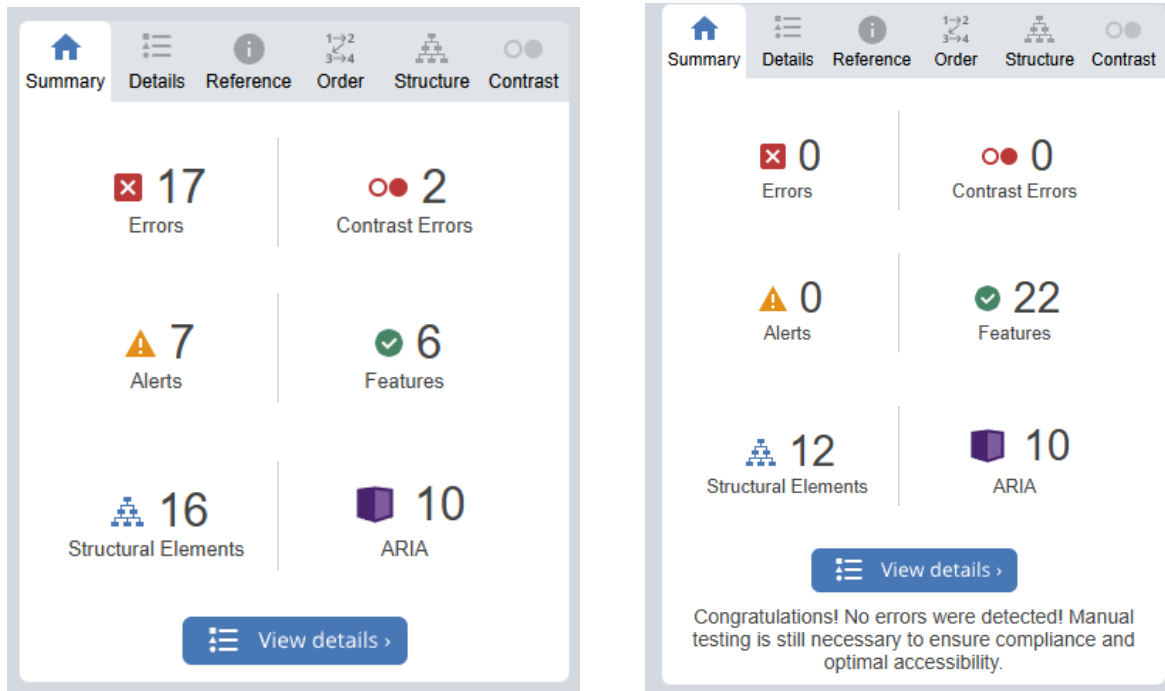 1→2
3→4
Summary Details Reference Order Structure Contrast
17
Errors
2
Contrast Errors
7
Alerts
6
Features
16
Structural Elements
10
ARIA
View details ›
1→2
3→4
Summary Details Reference Order Structure Contrast
0
Errors
0
Contrast Errors
0
Alerts
22
Features
12
Structural Elements
10
ARIA
View details ›
Congratulations! No errors were detected! Manual
testing is still necessary to ensure compliance and
optimal accessibility.